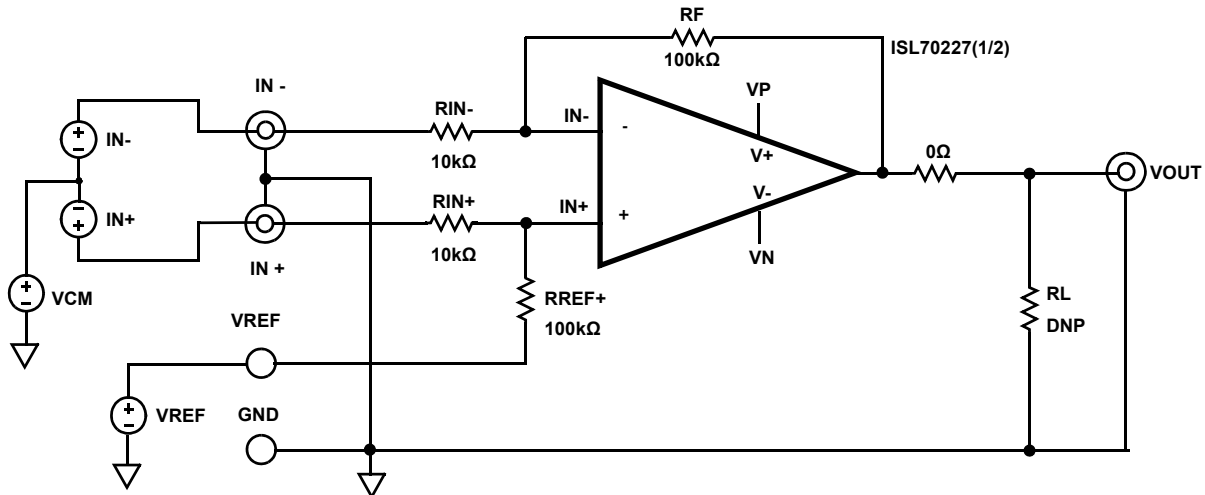 RF
100kΩ
ISL70227(1/2)
IN -
VP
RIN-
IN-
IN-
-
10kΩ
V+
0Ω
VOUT
V-
RIN+
IN+
IN+
+
10kΩ
VN
IN +
RREF+
100kΩ
RL
DNP
VCM
VREF
VREF
GND